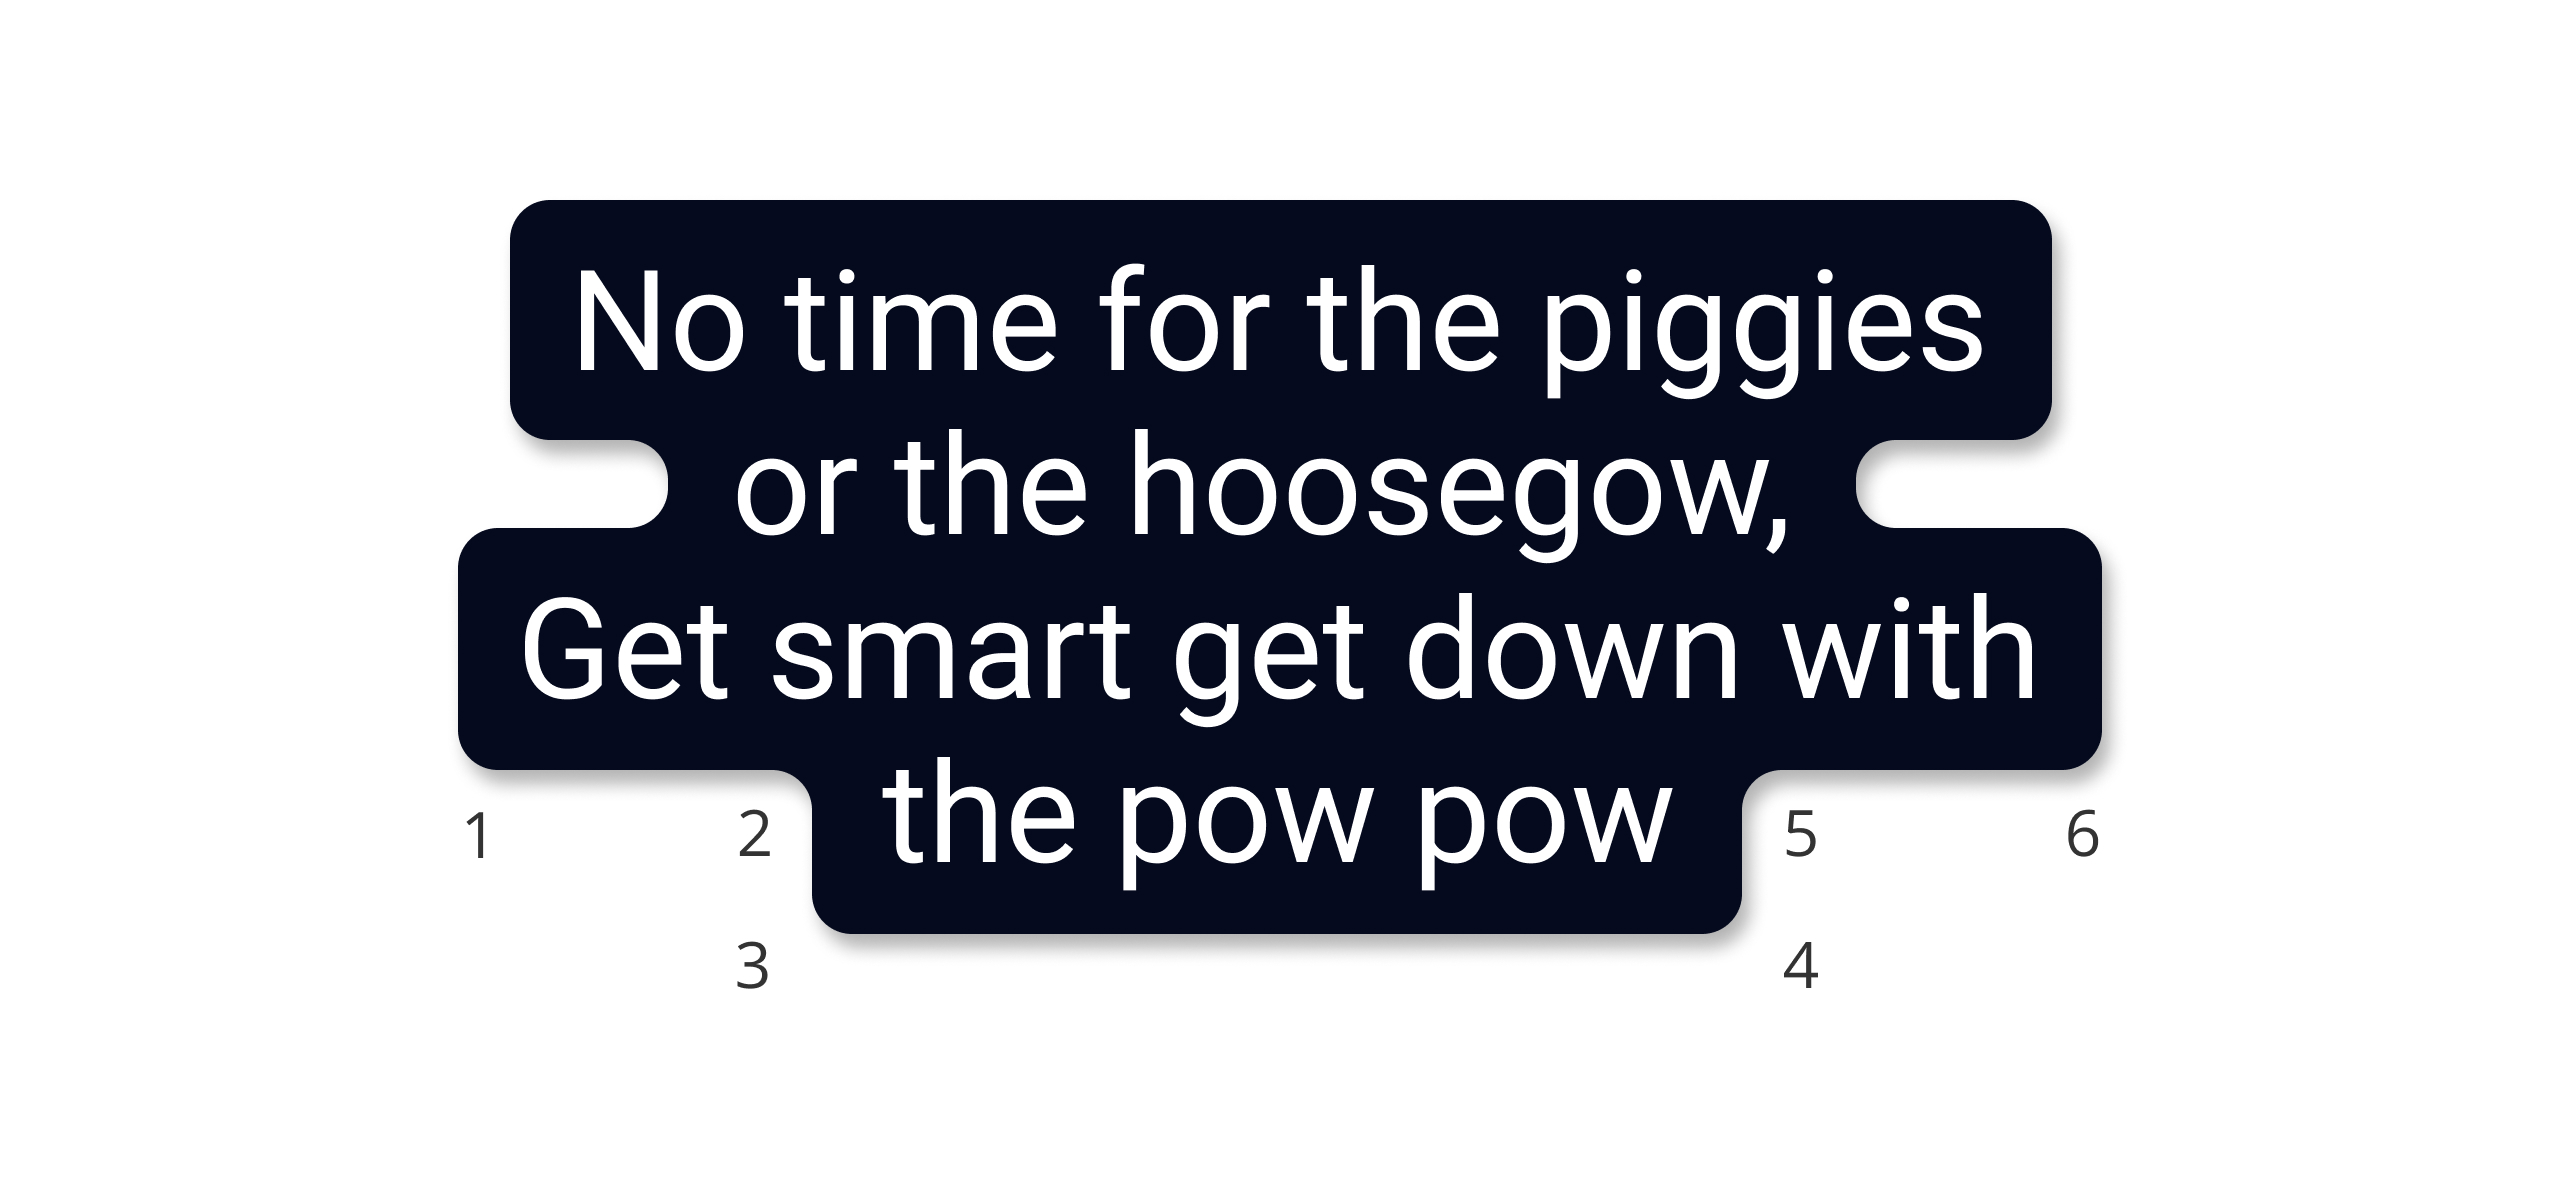 No time for the piggies
or the hoosegow,
Get smart get down with
the pow pow
1 2 5 6
3 4